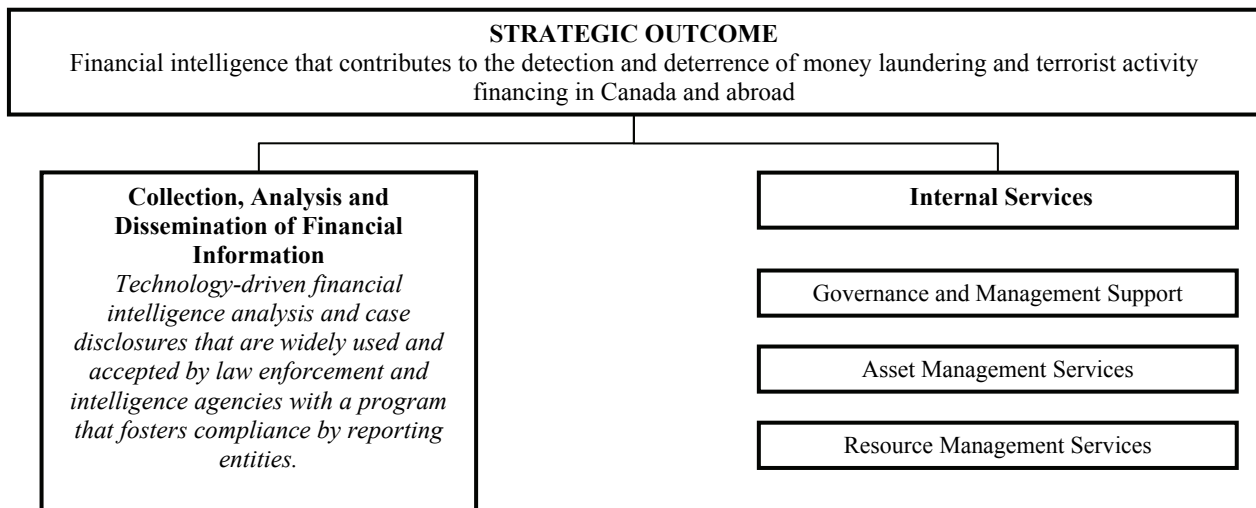 STRATEGIC OUTCOME
Financial intelligence that contributes to the detection and deterrence of money laundering and terrorist activity
financing in Canada and abroad
Collection, Analysis and
Dissemination of Financial
Information
Technology-driven financial
intelligence analysis and case
disclosures that are widely used and
accepted by law enforcement and
intelligence agencies with a program
that fosters compliance by reporting
entities.
Internal Services
Governance and Management Support
Asset Management Services
Resource Management Services